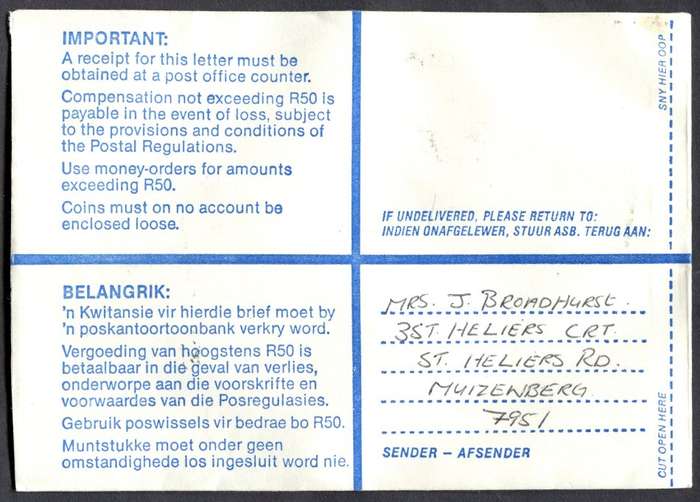 IMPORTANT:
A receipt for this letter must be
obtained at a post office counter.
Compensation not exceeding R50 is
payable in the event of loss, subject
to the provisions and conditions of
the Postal Regulations.
Use money-orders for amounts
exceeding R50.
Coins must on no account be
enclosed loose.
IF UNDELIVERED, PLEASE RETURN TO:
INDIEN ONAFGELEWER, STUUR ASB. TERUG AAN:
SNY HIER OOP
BELANGRIK:
'n Kwitansie vir hierdie brief moet by
'n poskantoortoonbank verkry word.
Vergoeding van hoogstens R50 is
betaalbaar in die geval van verlies,
onderworpe aan die voorskrifte en
voorwaardes van die Posregulasies.
Gebruik poswissels vir bedrae bo R50.
Muntstukke moet onder geen
omstandighede los ingesluit word nie.
MRS. J. BROADHURST.
3 ST. HELIERS CRT.
ST. HELIERS RD.
MUIZENBERG
7951
SENDER – AFSENDER
CUT OPEN HERE